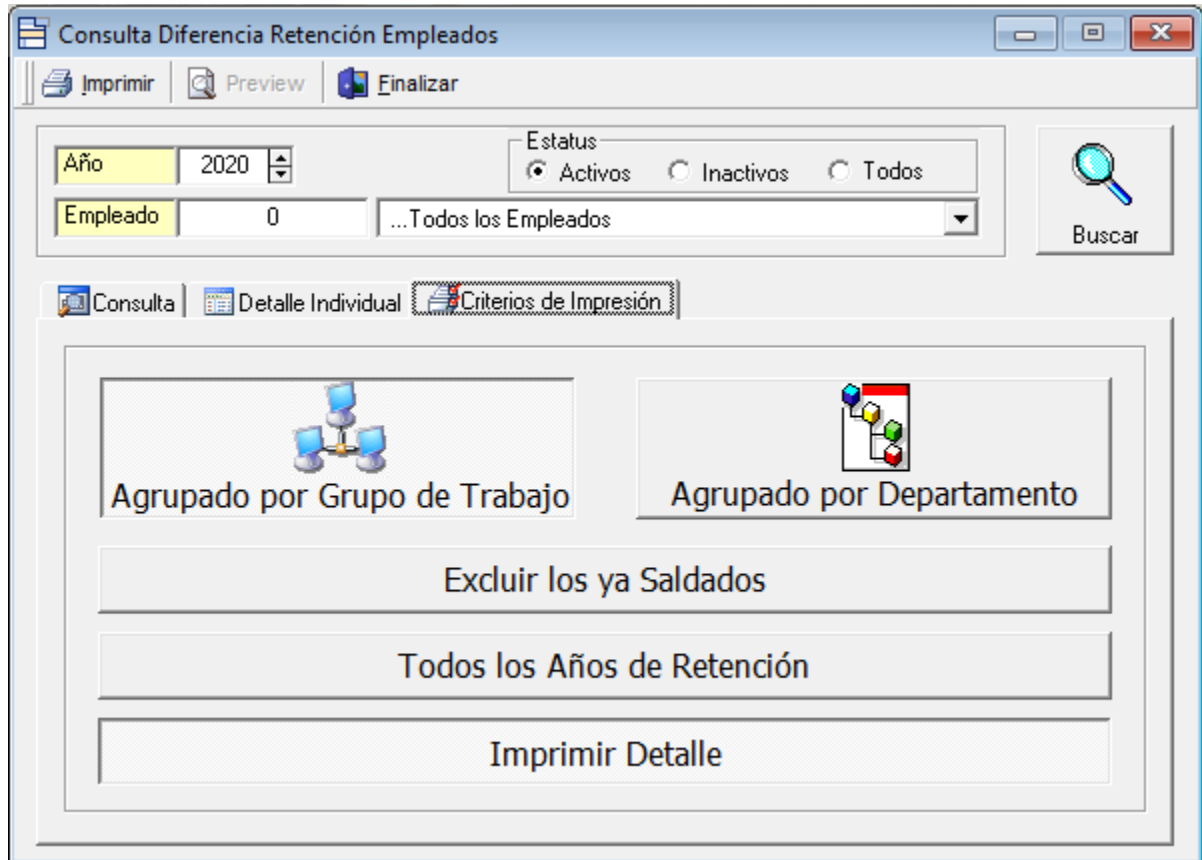 Consulta Diferencia Retención Empleados
Imprimir Preview Finalizar
Estatus
Año 2020 Activos Inactivos Todos
Empleado 0 ...Todos los Empleados
Buscar
Consulta Detalle Individual Criterios de Impresión
Agrupado por Grupo de Trabajo Agrupado por Departamento
Excluir los ya Saldados
Todos los Años de Retención
Imprimir Detalle